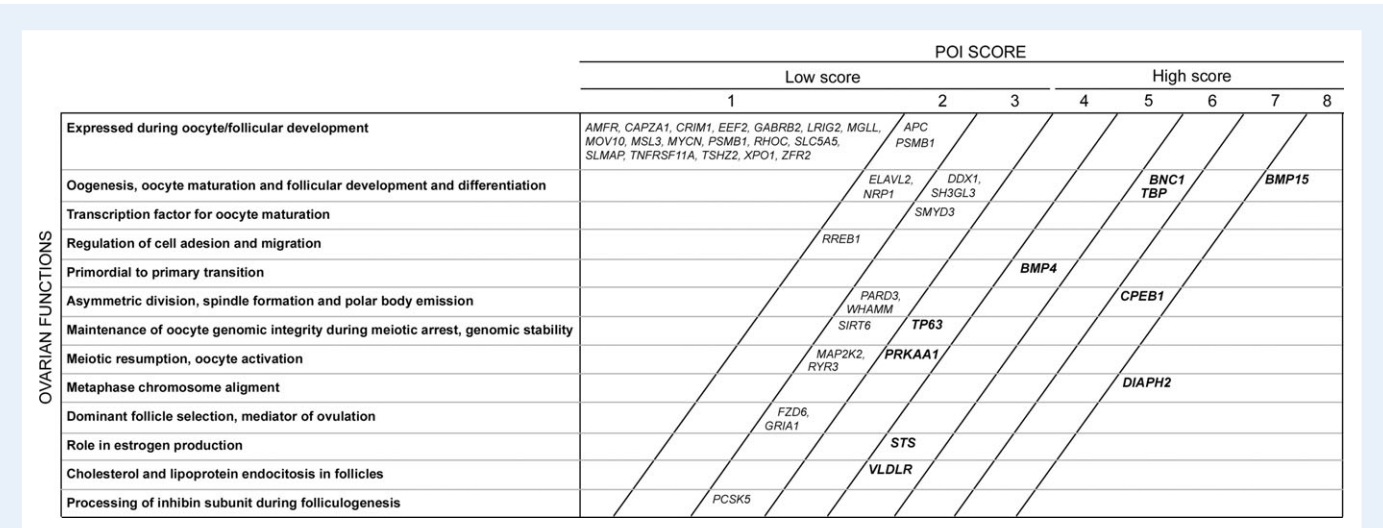 POI SCORE
Low score High score
1 2 3 4 5 6 7 8
OVARIAN FUNCTIONS
Expressed during oocyte/follicular development
AMFR, CAPZA1, CRIM1, EEF2, GABRB2, LRIG2, MGLL,
MOV10, MSL3, MYCN, PSMB1, RHOC, SLC5A5,
SLMAP, TNFRSF11A, TSHZ2, XPO1, ZFR2
APC
PSMB1
Oogenesis, oocyte maturation and follicular development and differentiation
ELAVL2,
NRP1
DDX1,
SH3GL3
BNC1
TBP
BMP15
Transcription factor for oocyte maturation
SMYD3
Regulation of cell adesion and migration
RREB1
Primordial to primary transition
BMP4
Asymmetric division, spindle formation and polar body emission
PARD3,
WHAMM
CPEB1
Maintenance of oocyte genomic integrity during meiotic arrest, genomic stability
SIRT6
TP63
Meiotic resumption, oocyte activation
MAP2K2,
RYR3
PRKAA1
Metaphase chromosome aligment
DIAPH2
Dominant follicle selection, mediator of ovulation
FZD6,
GRIA1
Role in estrogen production
STS
Cholesterol and lipoprotein endocitosis in follicles
VLDLR
Processing of inhibin subunit during folliculogenesis
PCSK5